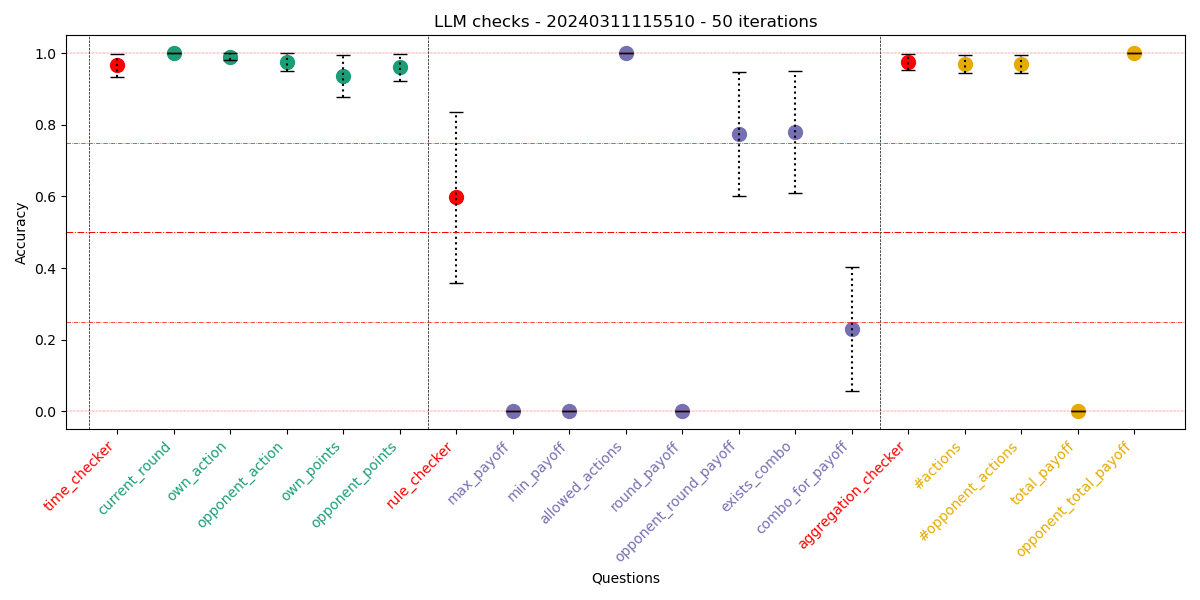 LLM checks - 20240311115510 - 50 iterations
Accuracy
1.0
0.8
0.6
0.4
0.2
0.0
time_checker
current_round
own_action
opponent_action
own_points
opponent_points
rule_checker
max_payoff
min_payoff
allowed_actions
round_payoff
opponent_round_payoff
exists_combo
combo_for_payoff
aggregation_checker
#actions
#opponent_actions
total_payoff
opponent_total_payoff
Questions